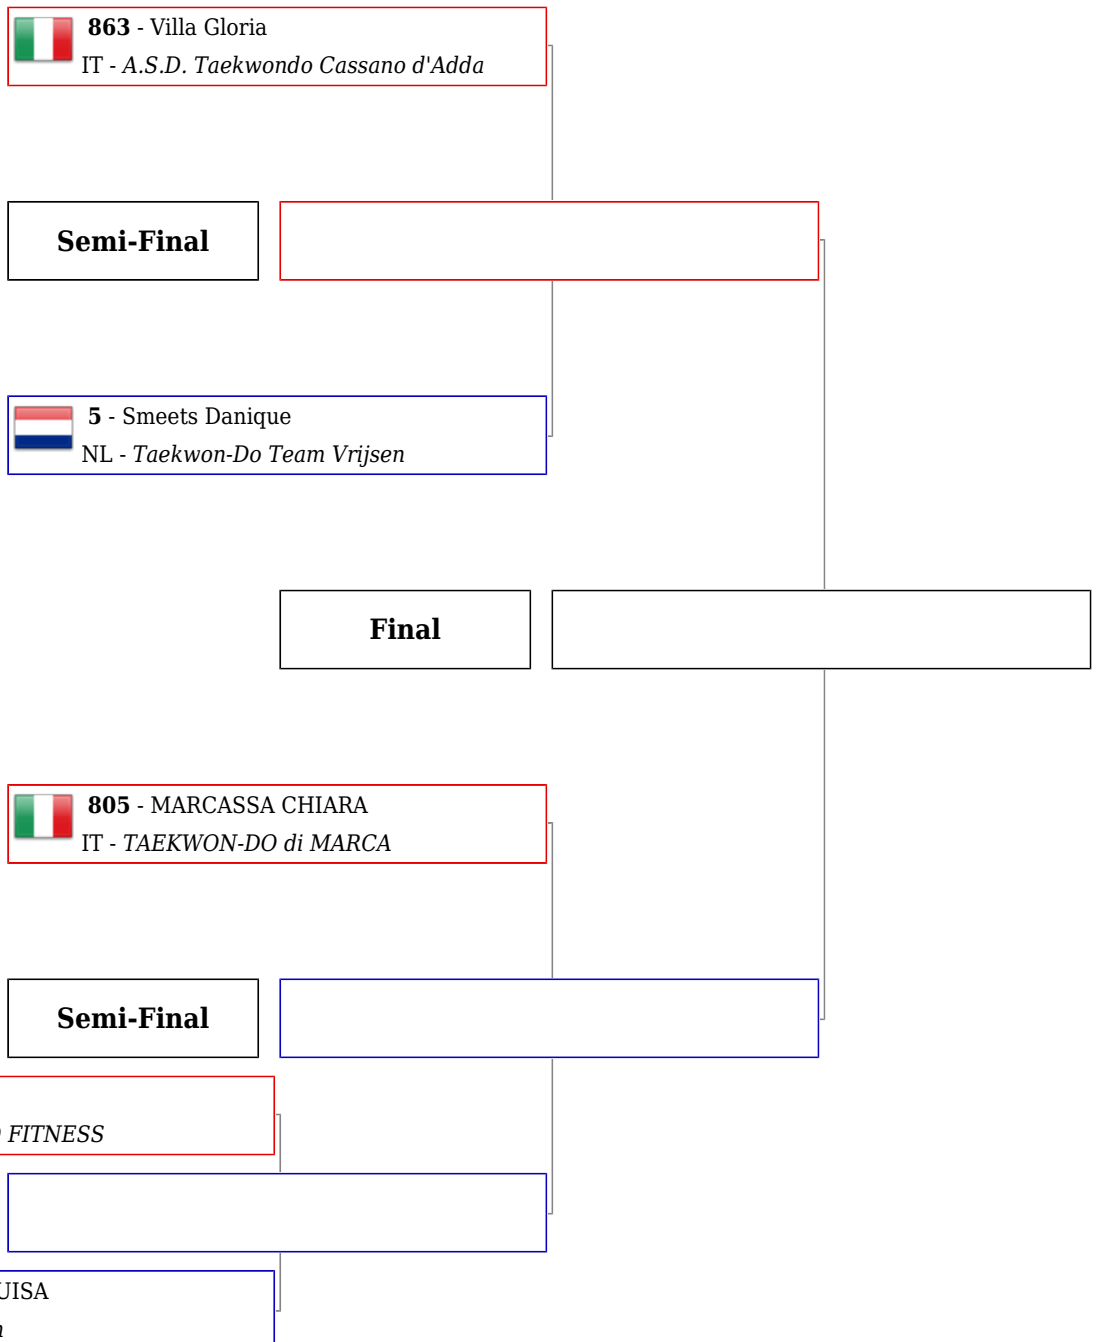 863 - Villa Gloria
IT - A.S.D. Taekwondo Cassano d'Adda
Semi-Final
5 - Smeets Danique
NL - Taekwon-Do Team Vrijsen
Final
805 - MARCASSA CHIARA
IT - TAEKWON-DO di MARCA
Semi-Final
FITNESS